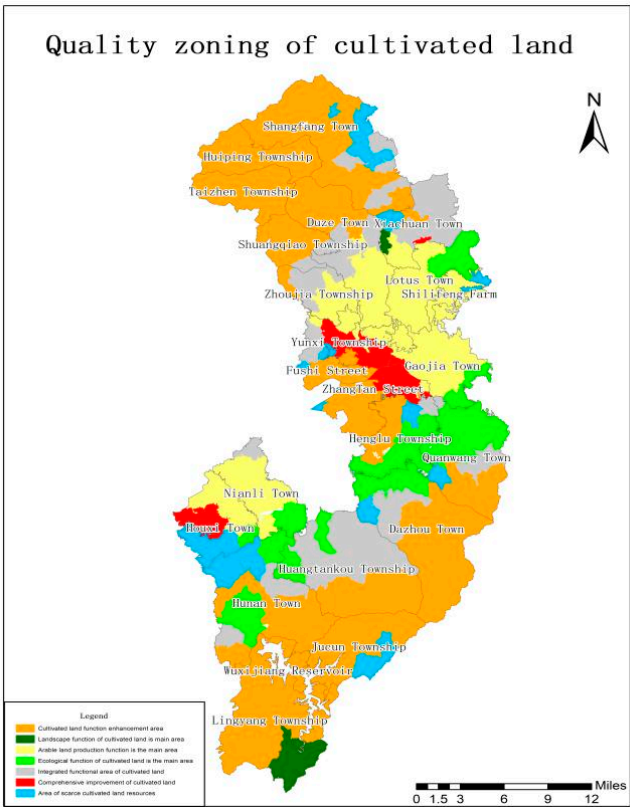 Quality zoning of cultivated land
N
Shangfang Town
Huiping Township
Taizhen Township
Duze Town
Xiachuan Town
Shuangqiao Township
Lotus Town
Zhoujia Township
Shilifeng Farm
Yunxi Township
Gaojia Town
Fushi Street
ZhangTan Street
Henglu Township
Quanwang Town
Nianli Town
Houxi Town
Dazhou Town
Huangtankou Township
Hunan Town
Jucun Township
Wuxijiang Reservoir
Lingyang Township
Legend
Cultivated land function enhancement area
Landscape function of cultivated land is main area
Arable land production function is the main area
Ecological function of cultivated land is the main area
Integrated functional area of cultivated land
Comprehensive improvement of cultivated land
Area of scarce cultivated land resources
Miles
0 1.5 3 6 9 12